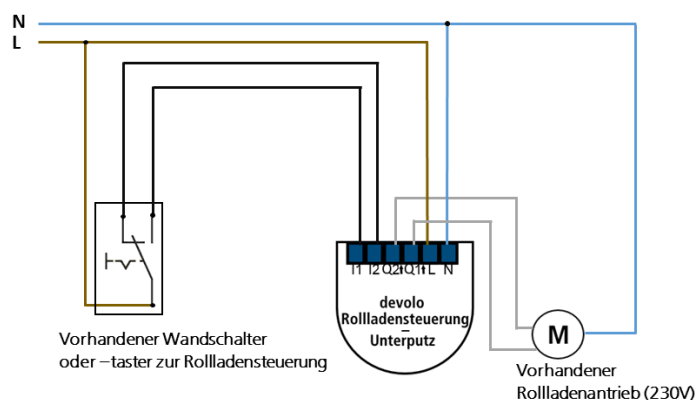 N
L
I1 I2 Q2 Q1 L N
devolo
Rollladensteuerung
–
Unterputz
M
Vorhandener Wandschalter
oder –taster zur Rollladensteuerung
Vorhandener
Rollladenantrieb (230V)